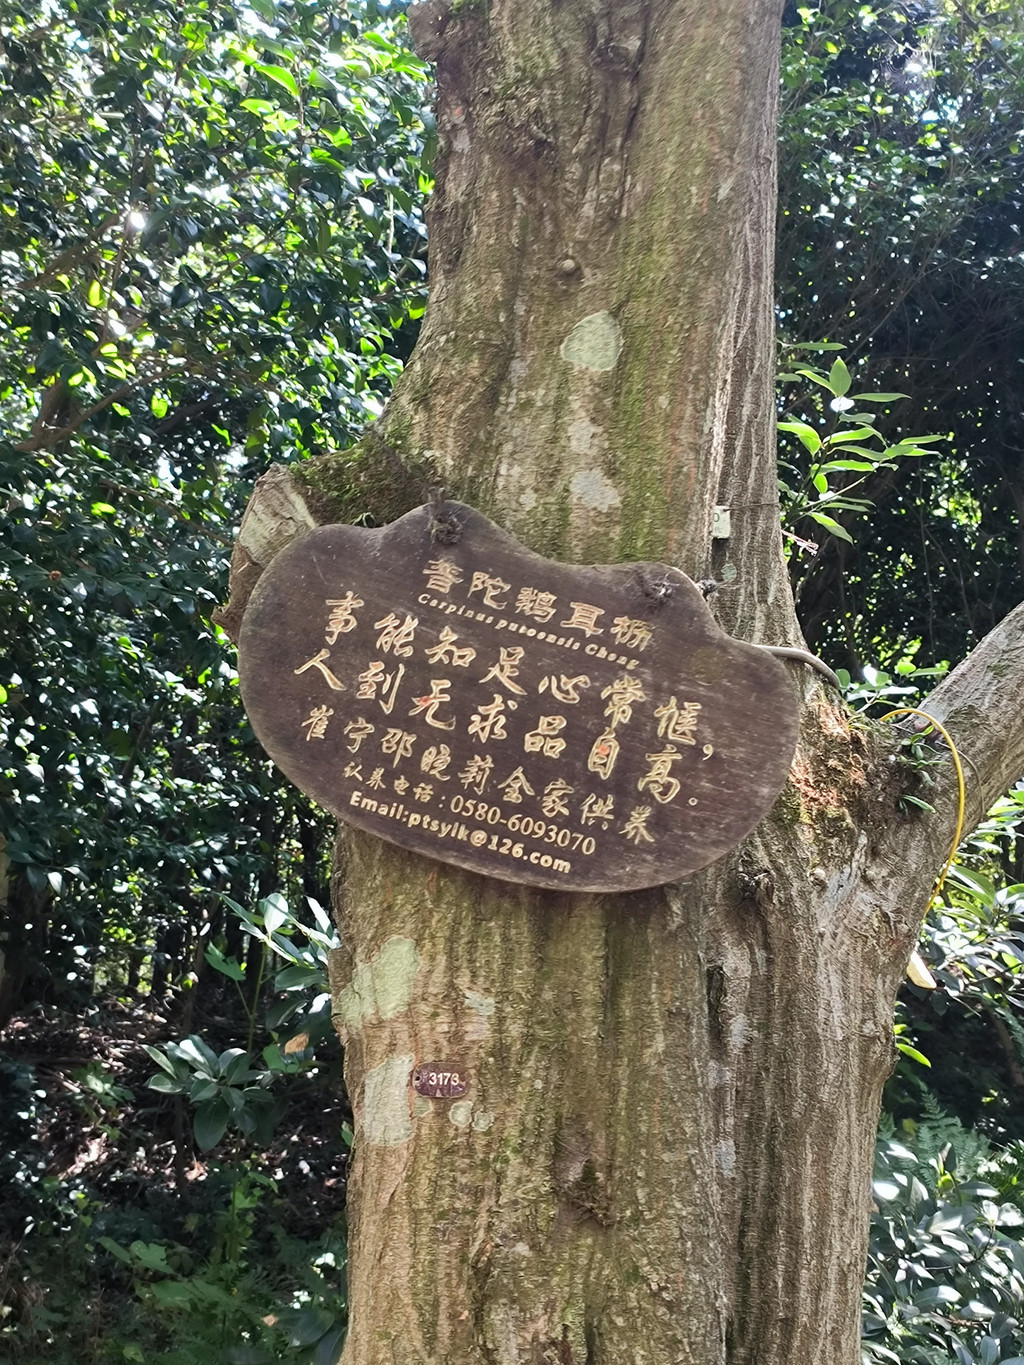 普陀鹅耳枥
Carpinus putoensis Cheng
事能知足心常惬，
人到无求品自高.
崔宁邵晓莉全家供养
认养电话：0580-6093070
Email:ptsylk@126.com
3173